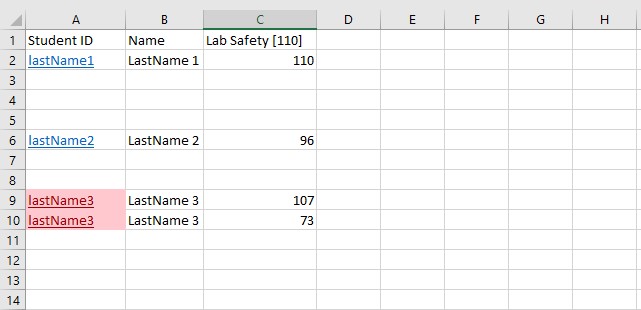 A B C D E F G H
1 Student ID Name Lab Safety [110]
2 lastName1 LastName 1 110
3
4
5
6 lastName2 LastName 2 96
7
8
9 lastName3 LastName 3 107
10 lastName3 LastName 3 73
11
12
13
14